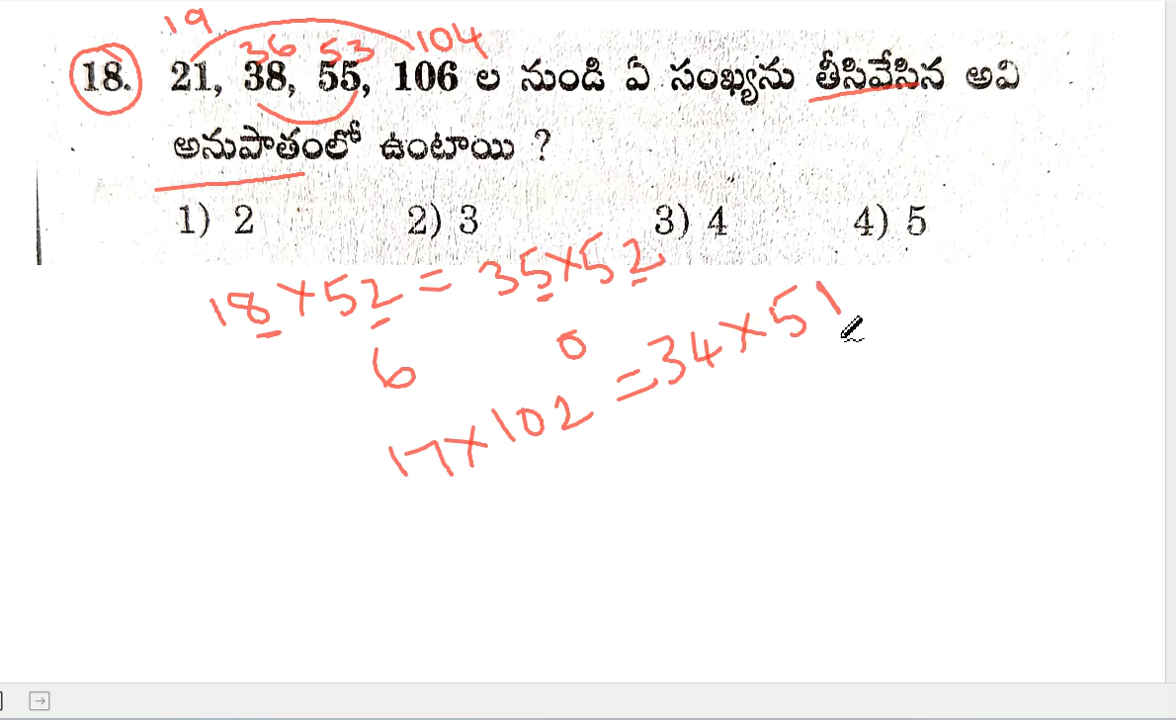 19
36 53 104
18. 21, 38, 55, 106 ల నుండి ఏ సంఖ్యను తీసివేసిన అవి
అనుపాతంలో ఉంటాయి ?
1) 2 2) 3 3) 4 4) 5
18×52 = 35×52
6 0
17×102 = 34×51